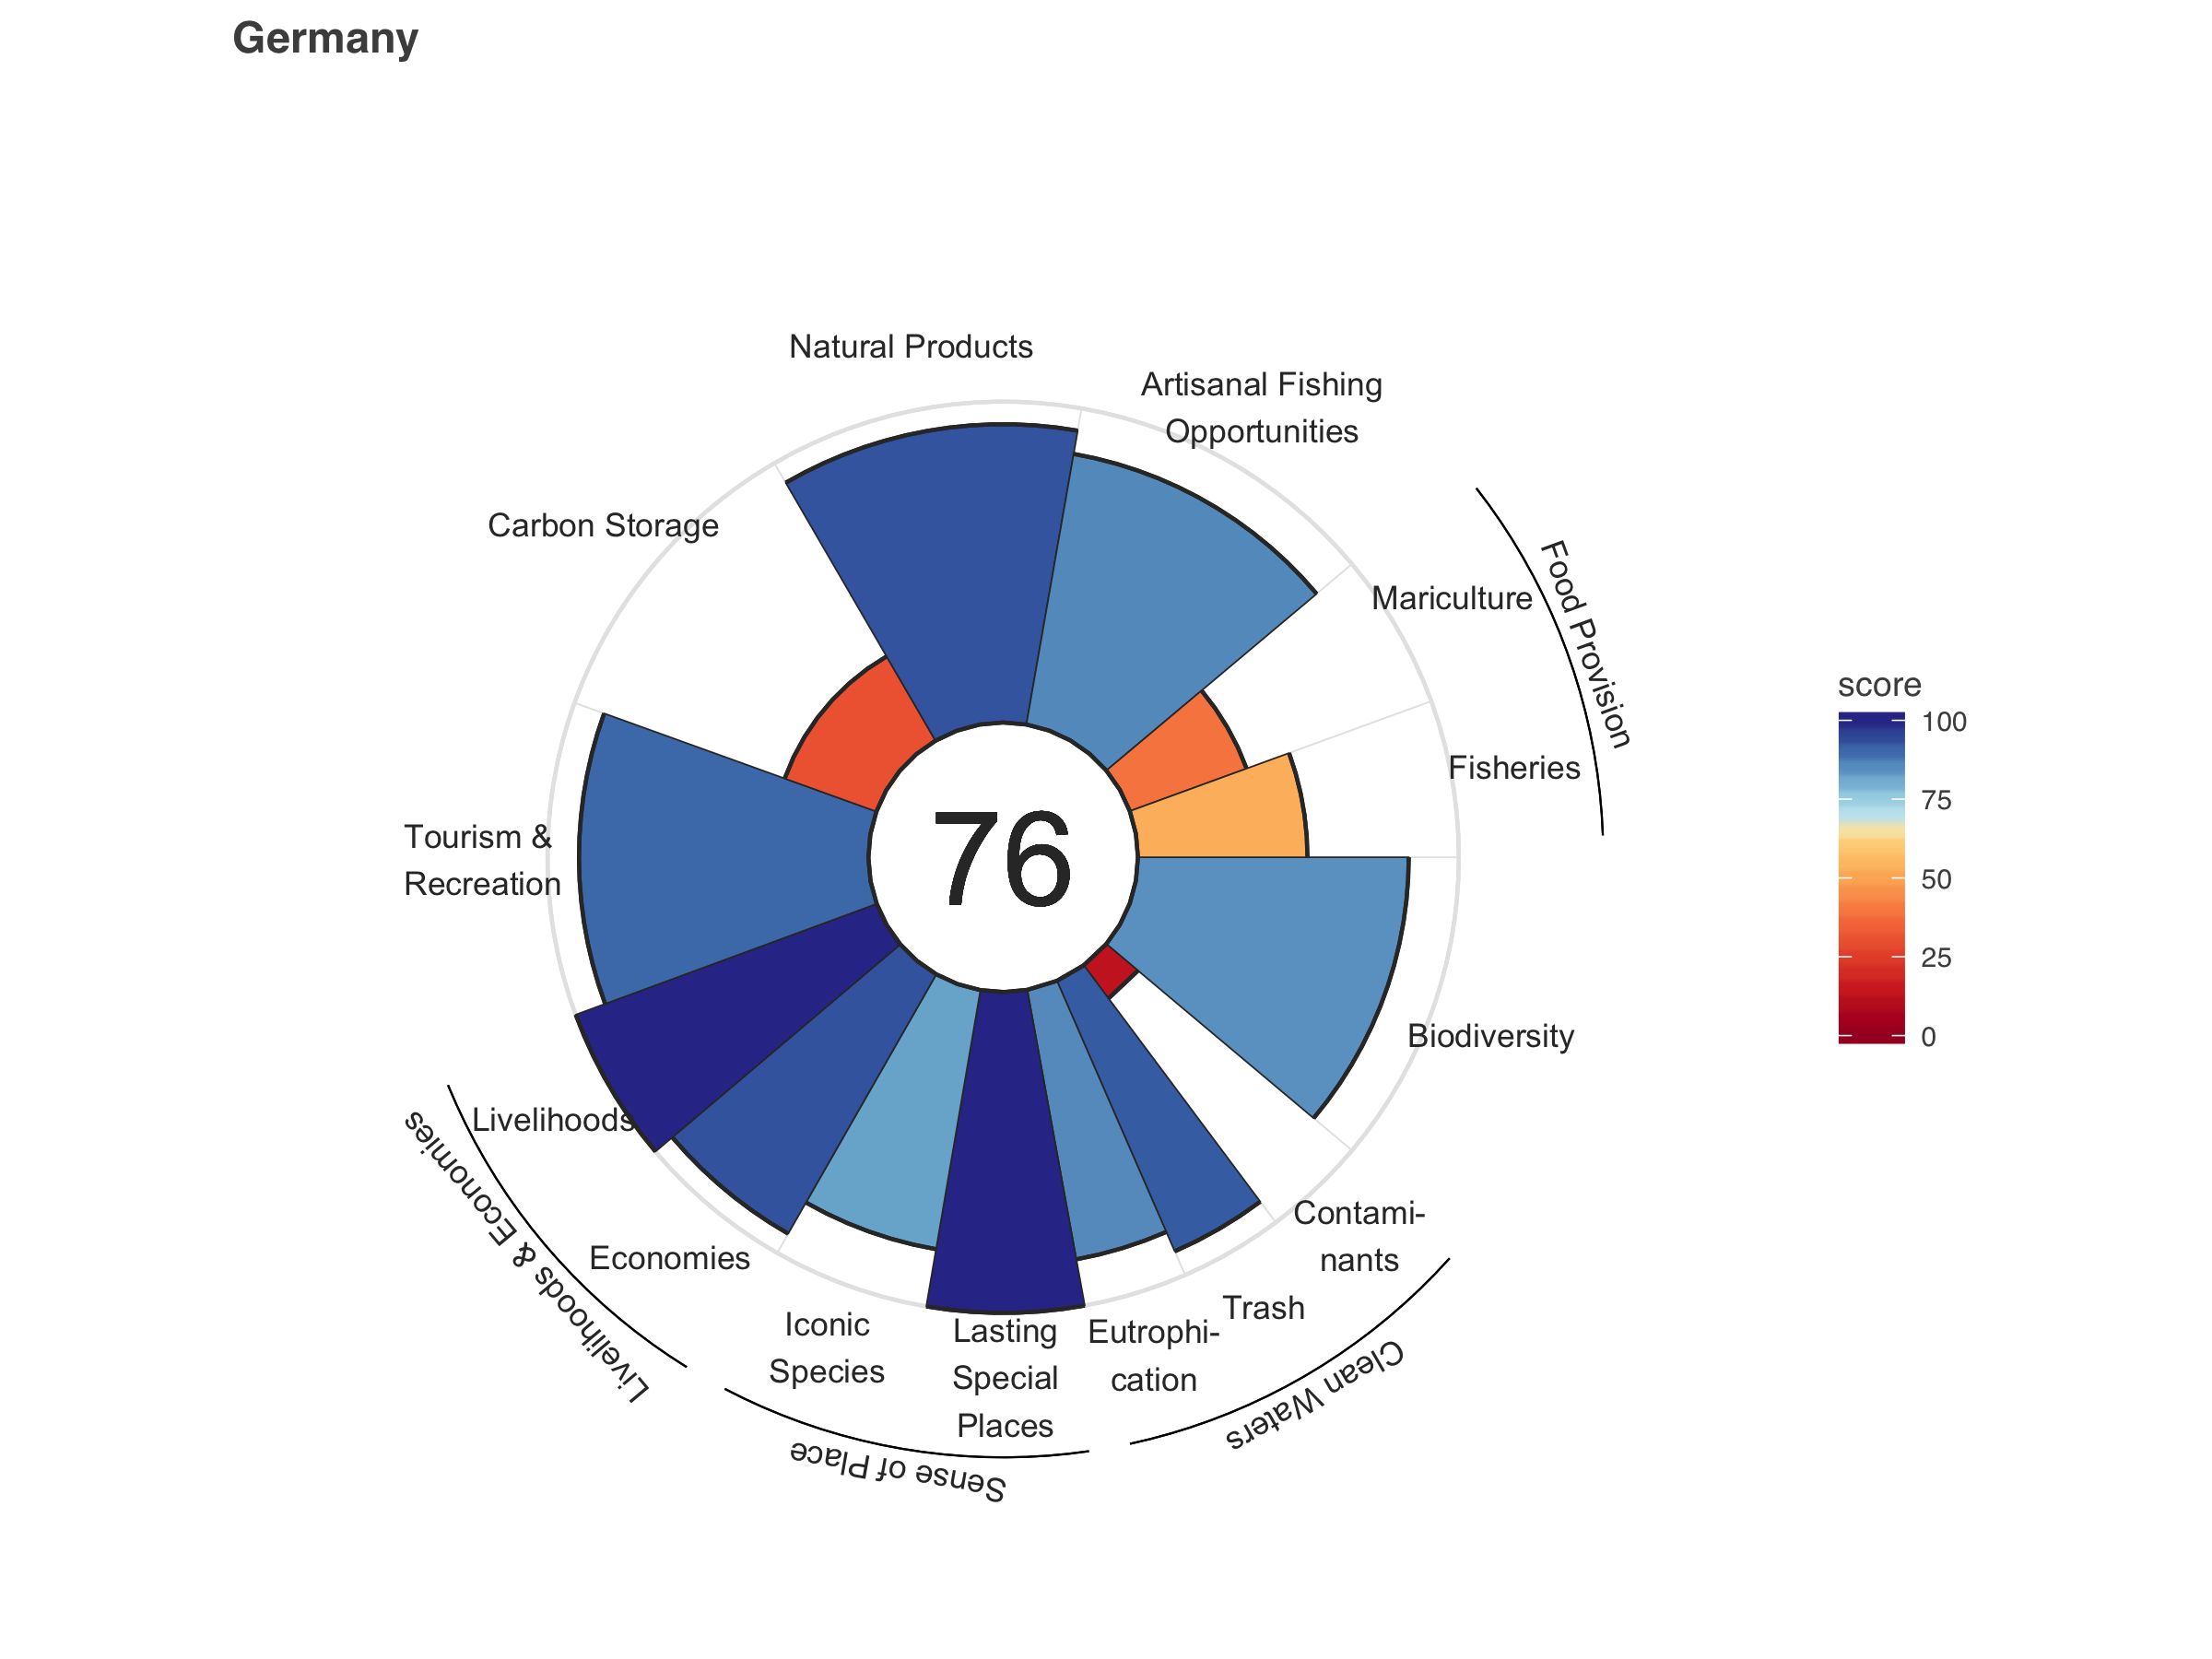 Germany
Natural Products
Artisanal Fishing
Opportunities
Carbon Storage
Mariculture
Food Provision
Fisheries
Tourism &
Recreation
76
Biodiversity
Livelihoods
Livelihoods & Economies
Economies
Iconic
Species
Sense of Place
Lasting
Special
Places
Eutrophi-
cation
Trash
Contami-
nants
Clean Waters
score
100
75
50
25
0